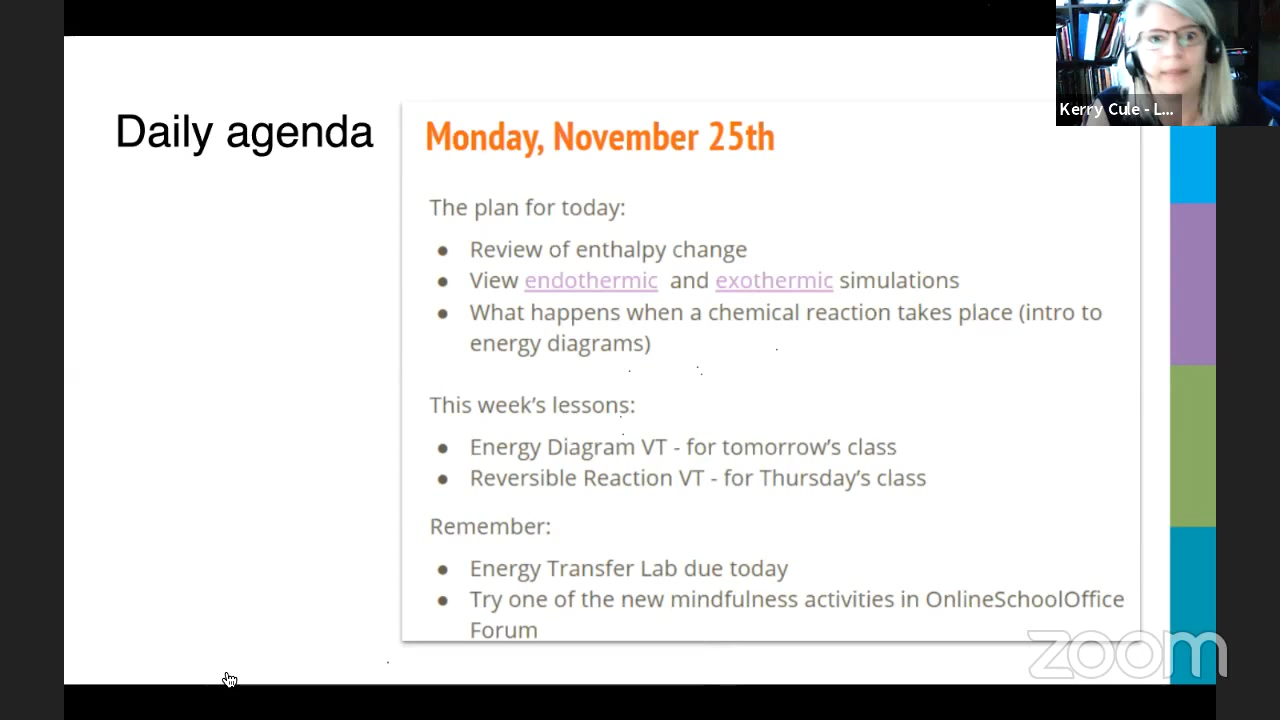 Kerry Cule - L...
Daily agenda
Monday, November 25th
The plan for today:
● Review of enthalpy change
● View endothermic and exothermic simulations
● What happens when a chemical reaction takes place (intro to
energy diagrams)
This week's lessons:
● Energy Diagram VT - for tomorrow's class
● Reversible Reaction VT - for Thursday's class
Remember:
● Energy Transfer Lab due today
● Try one of the new mindfulness activities in OnlineSchoolOffice
Forum
zoom